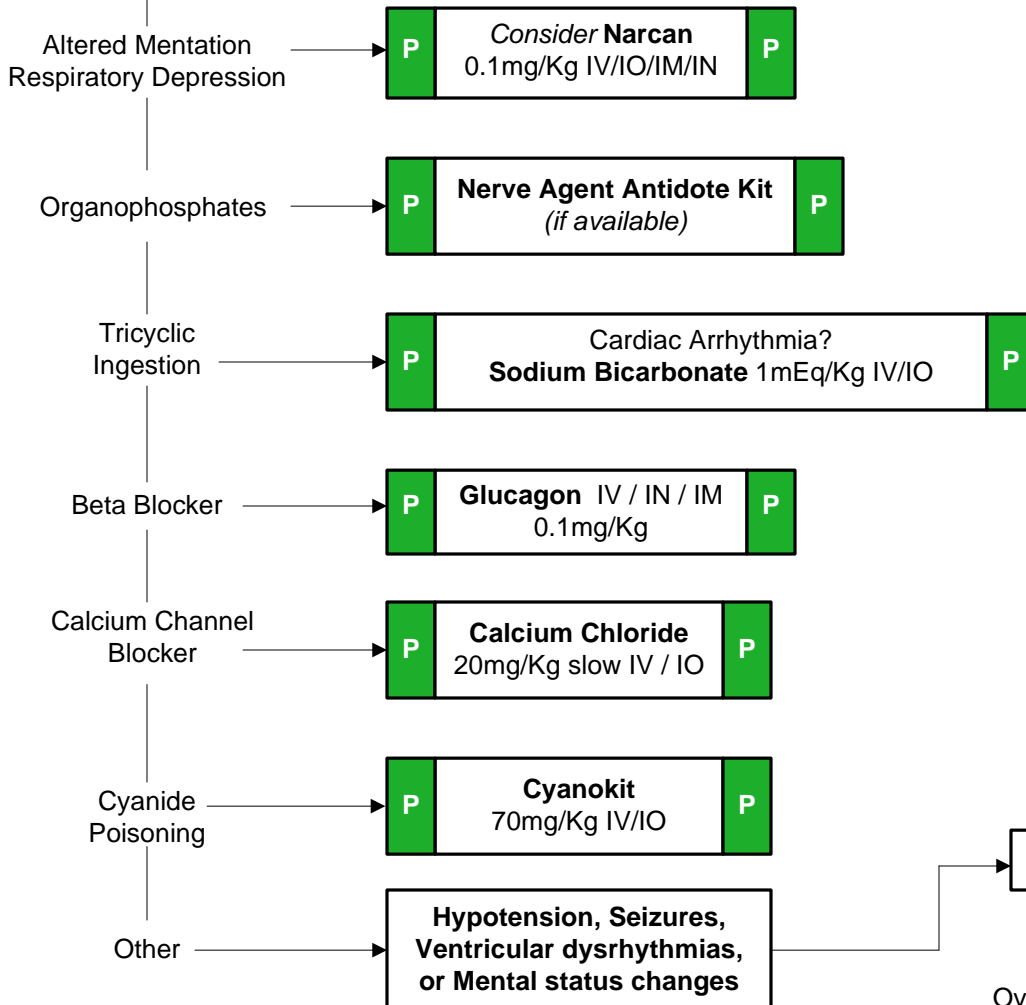 Altered Mentation
Respiratory Depression
P
Consider Narcan
0.1mg/Kg IV/IO/IM/IN
P
Organophosphates
P
Nerve Agent Antidote Kit
(if available)
P
Tricyclic
Ingestion
P
Cardiac Arrhythmia?
Sodium Bicarbonate 1mEq/Kg IV/IO
P
Beta Blocker
P
Glucagon IV / IN / IM
0.1mg/Kg
P
Calcium Channel
Blocker
P
Calcium Chloride
20mg/Kg slow IV / IO
P
Cyanide
Poisoning
P
Cyanokit
70mg/Kg IV/IO
P
Other
Hypotension, Seizures,
Ventricular dysrhythmias,
or Mental status changes